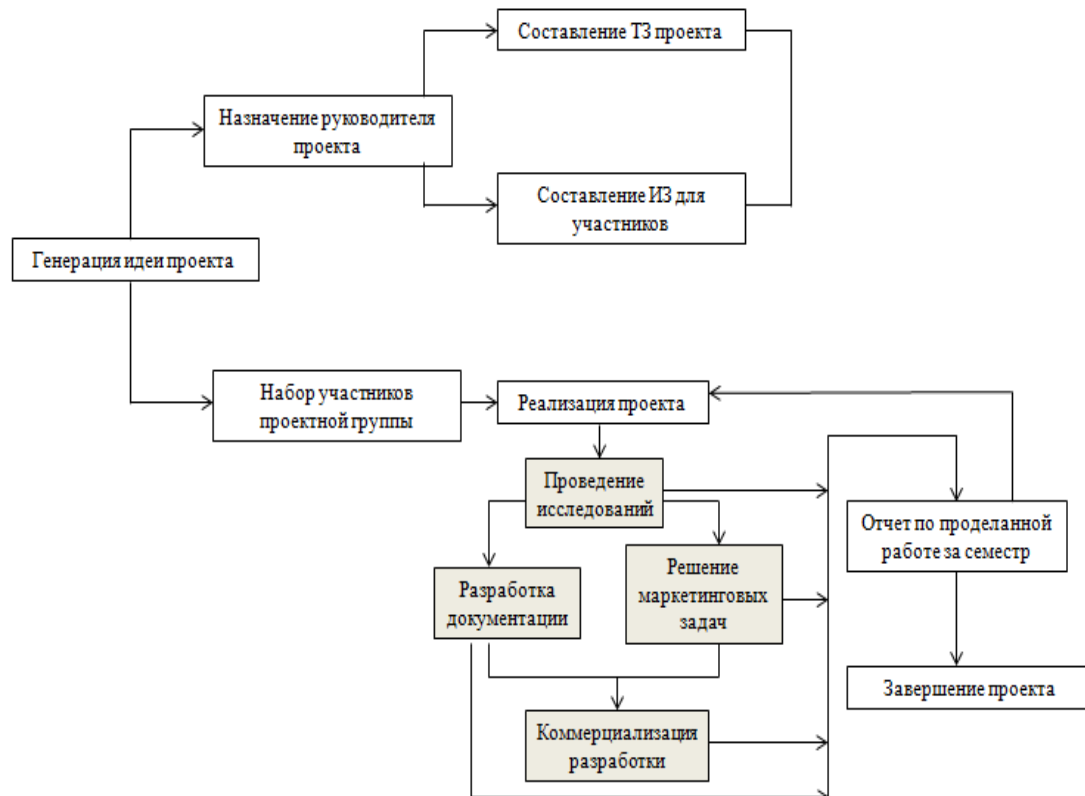 Составление ТЗ проекта
Назначение руководителя
проекта
Составление ИЗ для
участников
Генерация идеи проекта
Набор участников
проектной группы
Реализация проекта
Проведение
исследований
Отчет по проделанной
работе за семестр
Разработка
документации
Решение
маркетинговых
задач
Завершение проекта
Коммерциализация
разработки